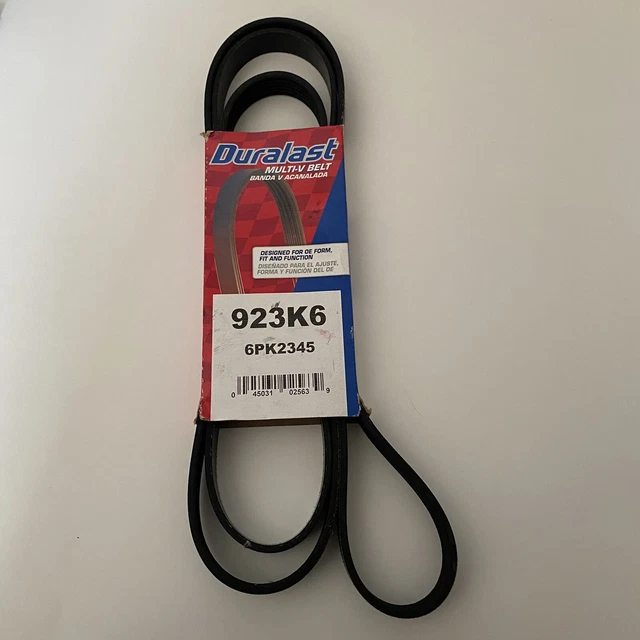 Duralast
MULTI-V BELT
BANDA V ACANALADA
DESIGNED FOR OE FORM,
FIT AND FUNCTION
DISEÑADO PARA EL AJUSTE,
FORMA Y FUNCIÓN DEL OE
923K6
6PK2345
0 45031 02563 9